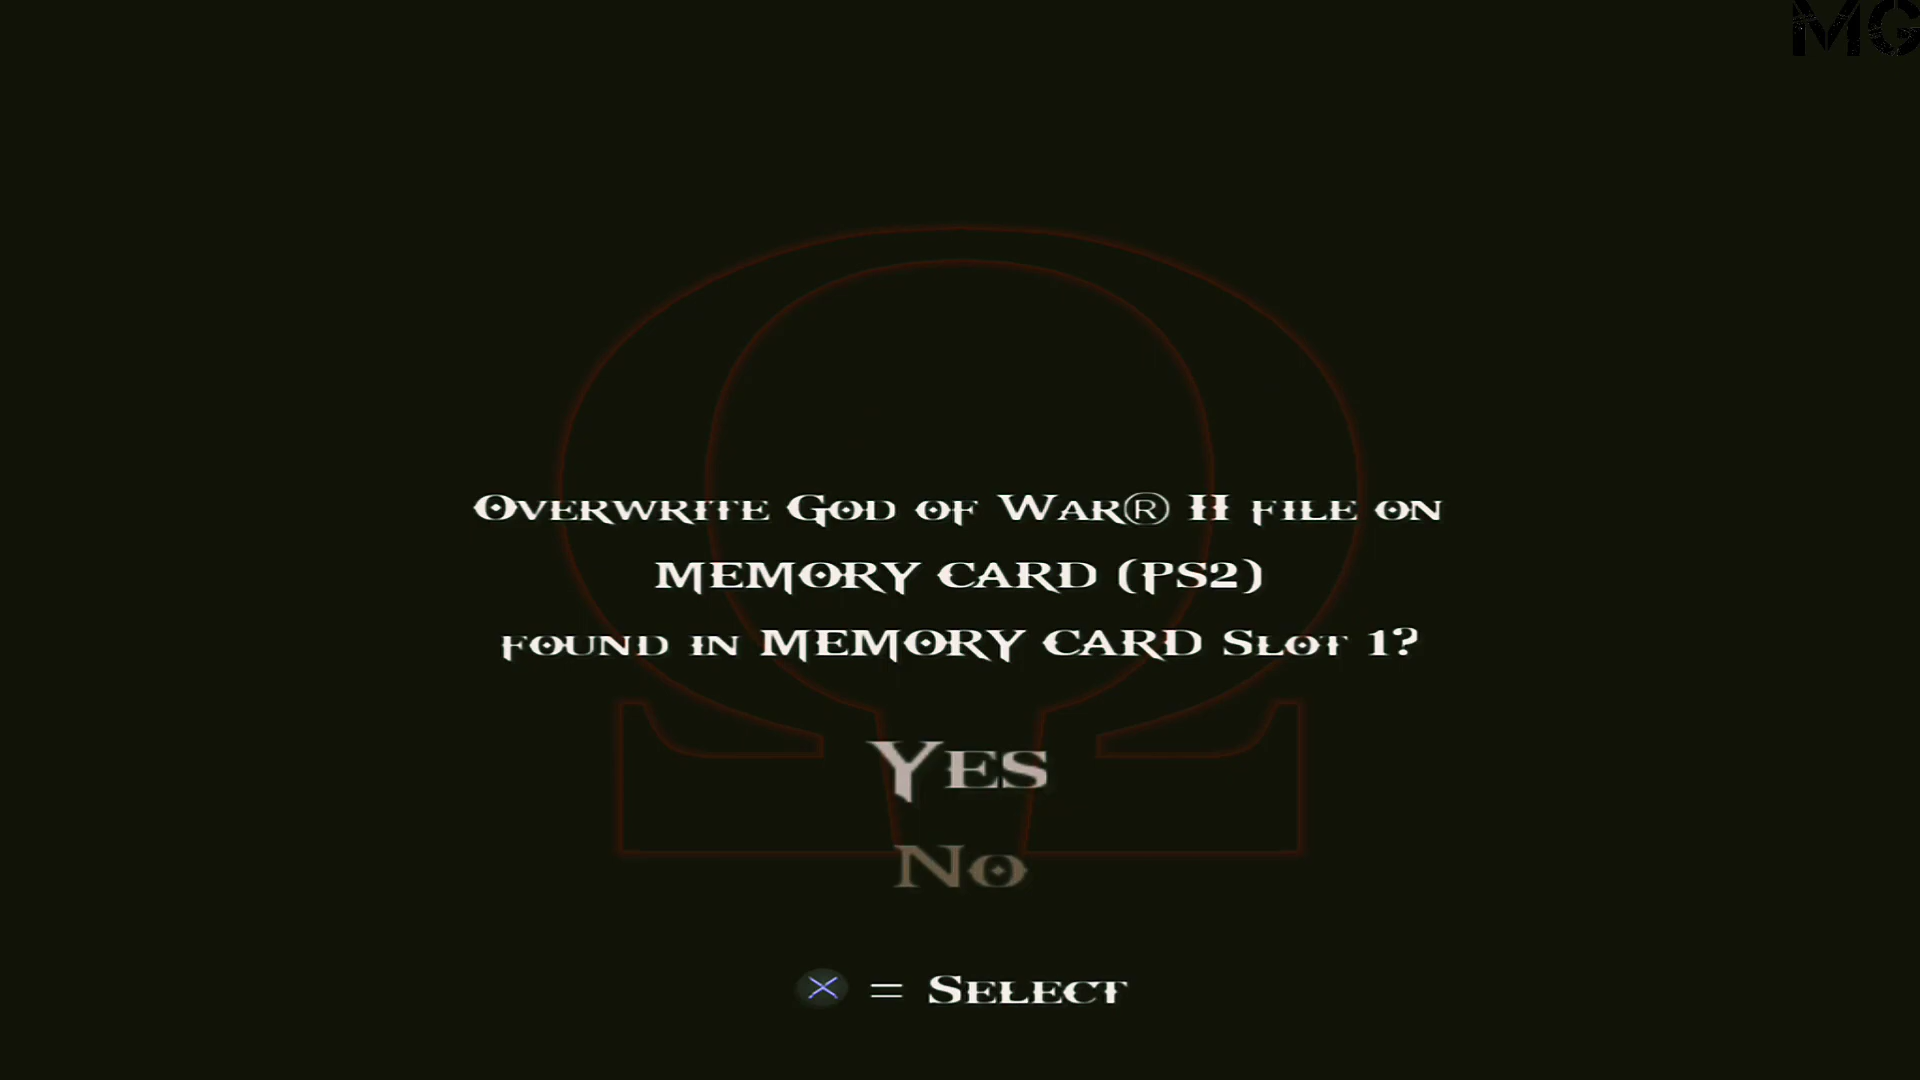 MG
Overwrite God of War® II file on
MEMORY CARD (PS2)
found in MEMORY CARD Slot 1?
Yes
No
= Select